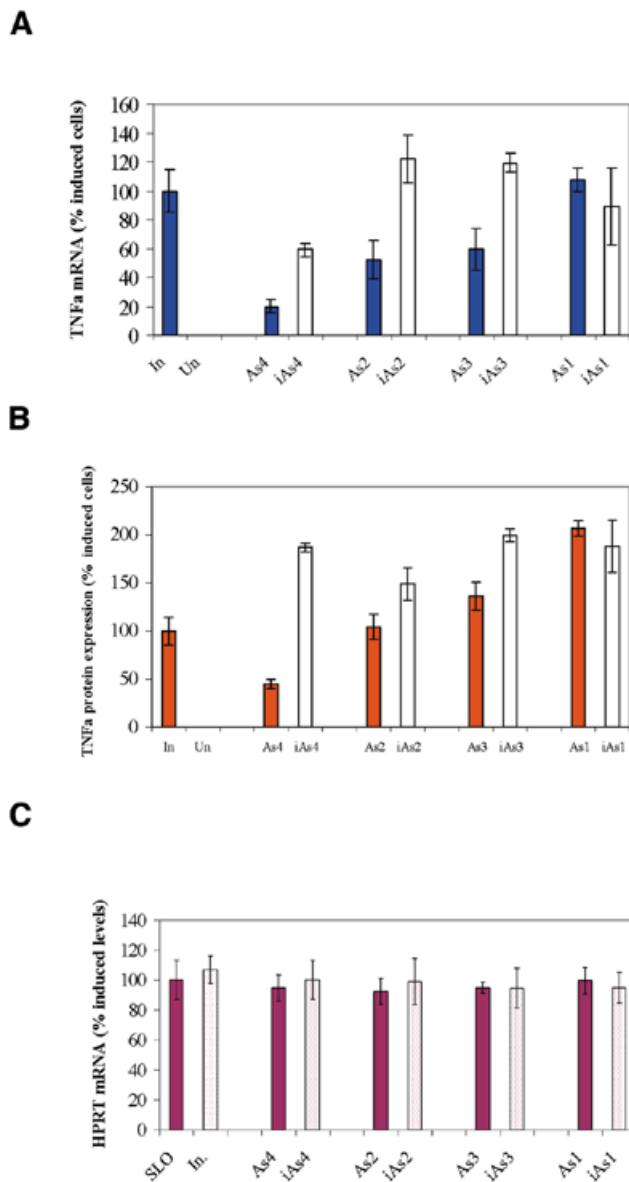 A
TNFa mRNA (% induced cells)
160
140
120
100
80
60
40
20
0
In Un As4 iAs4 As2 iAs2 As3 iAs3 As1 iAs1
B
TNFa protein expression (% induced cells)
250
200
150
100
50
0
In Un As4 iAs4 As2 iAs2 As3 iAs3 As1 iAs1
C
HPRT mRNA (% induced levels)
140
120
100
80
60
40
20
0
SLO In. As4 iAs4 As2 iAs2 As3 iAs3 As1 iAs1